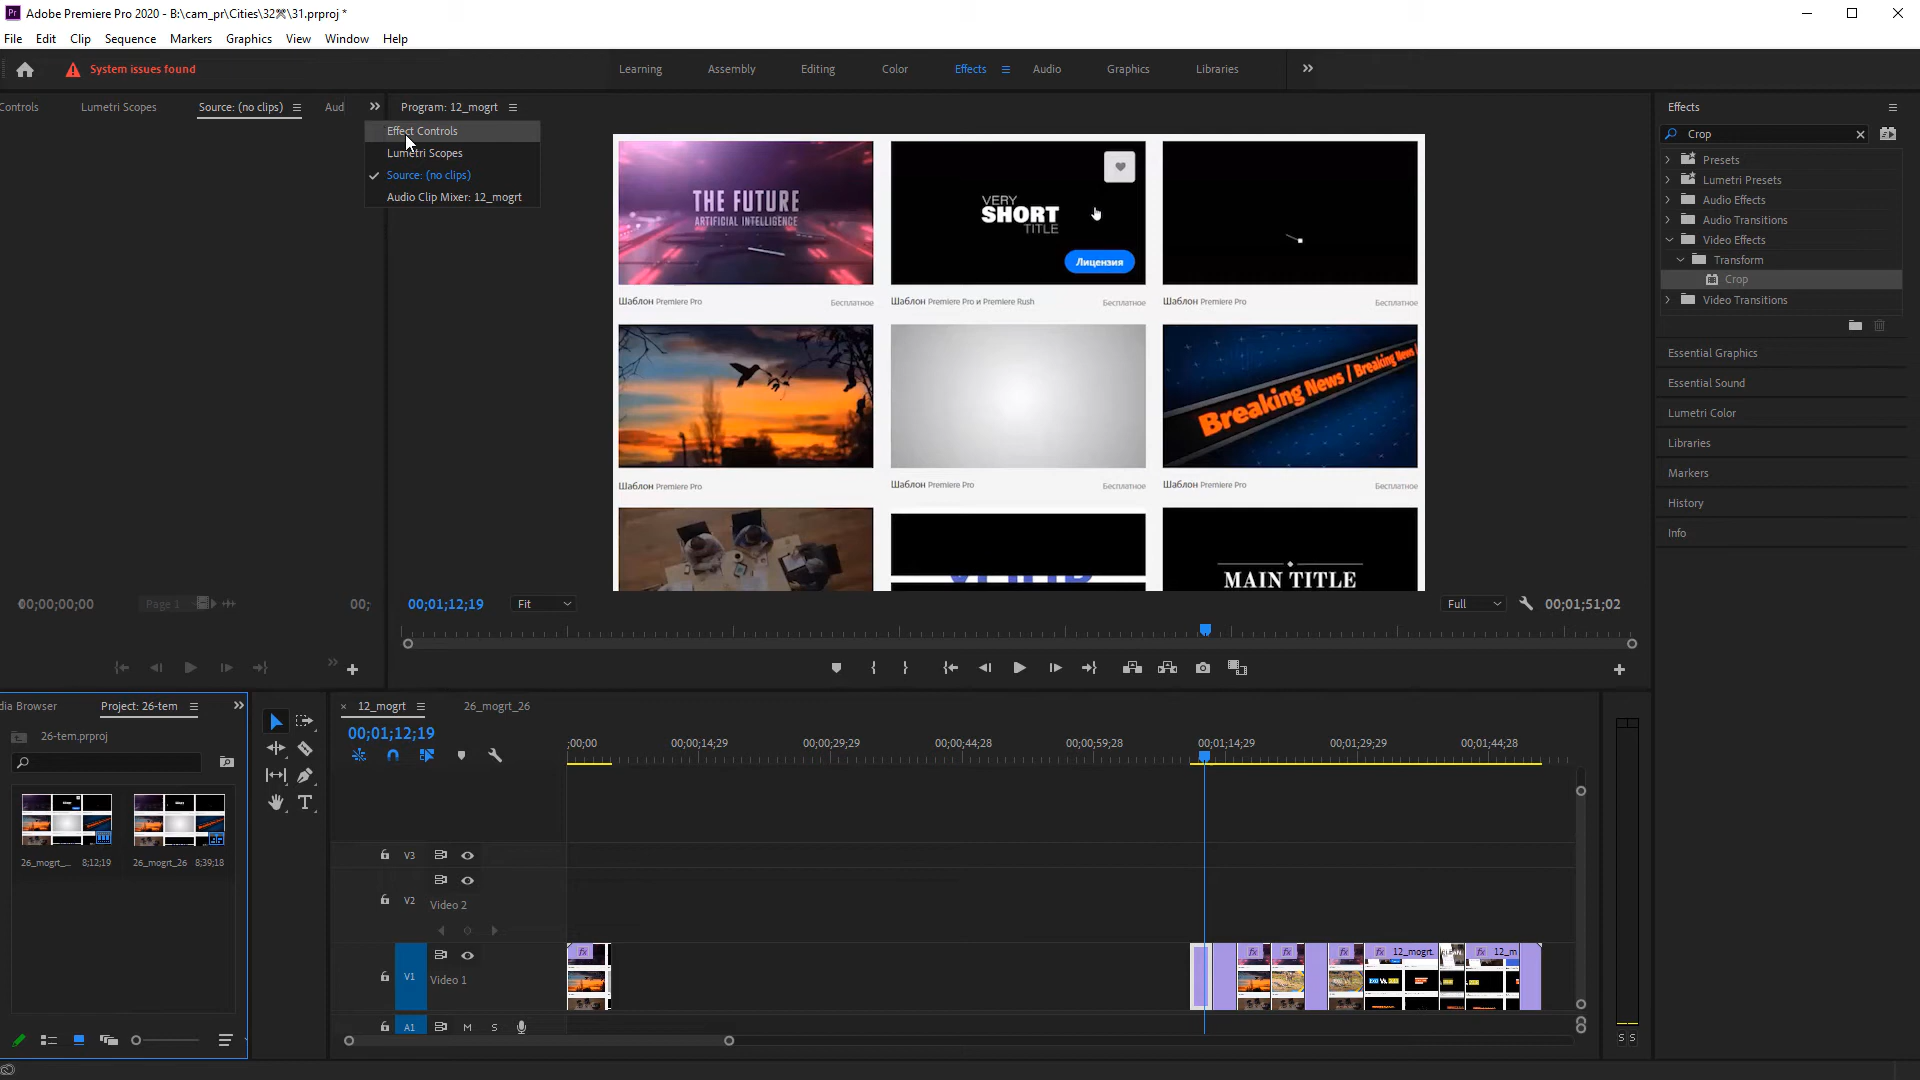 Adobe Premiere Pro 2020 - B:\cam_pr\Cities\32买\31.prproj *
File Edit Clip Sequence Markers Graphics View Window Help
System issues found
Learning Assembly Editing Color Effects Audio Graphics Libraries
Controls Lumetri Scopes Source: (no clips) Aud
Program: 12_mogrt
Effects
Effect Controls
Lumetri Scopes
Source: (no clips)
Audio Clip Mixer: 12_mogrt
Crop
Presets
Lumetri Presets
Audio Effects
Audio Transitions
Video Effects
Transform
Crop
Video Transitions
Essential Graphics
Essential Sound
Lumetri Color
Libraries
Markers
History
Info
THE FUTURE
ARTIFICIAL INTELLIGENCE
VERY
SHORT
TITLE
Лицензия
Шаблон Premiere Pro Бесплатное
Шаблон Premiere Pro и Premiere Rush Бесплатное
Шаблон Premiere Pro Бесплатное
Breaking News / Breaking News /
Шаблон Premiere Pro
Шаблон Premiere Pro Бесплатное
Шаблон Premiere Pro Бесплатное
MAIN TITLE
00;00;00;00 Page 1 00;
00;01;12;19 Fit Full 00;01;51;02
dia Browser Project: 26-tem
26-tem.prproj
26_mogrt_... 8;12;19
26_mogrt_26 8;39;18
12_mogrt 26_mogrt_26
00;01;12;19
;00;00 00;00;14;29 00;00;29;29 00;00;44;28 00;00;59;28 00;01;14;29 00;01;29;29 00;01;44;28
V3
V2 Video 2
V1 Video 1
fx fx fx fx fx 12_mogrt. fx 12_m
A1 M S
S S